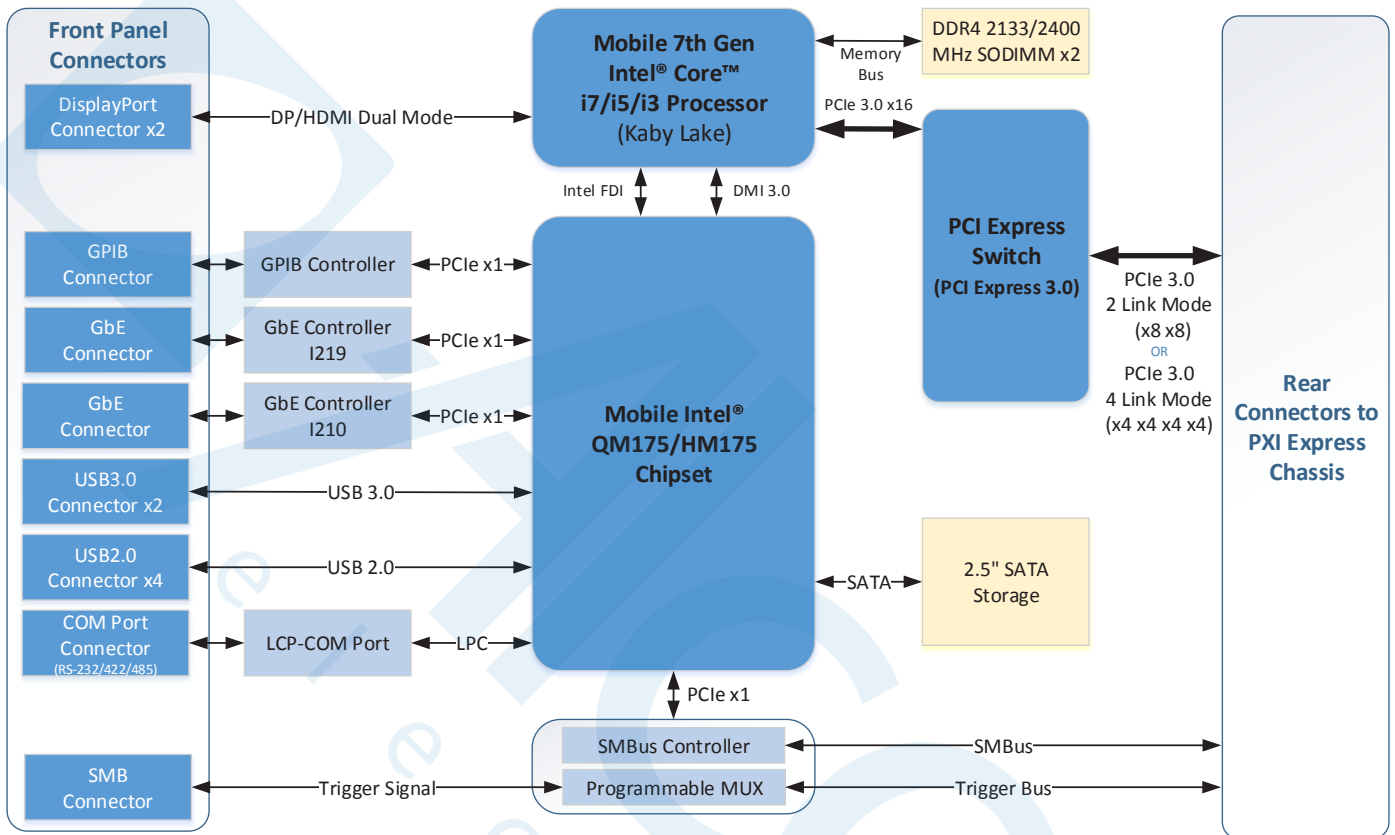 Front Panel
Connectors
DisplayPort
Connector x2
DP/HDMI Dual Mode
Mobile 7th Gen
Intel® Core™
i7/i5/i3 Processor
(Kaby Lake)
Memory
Bus
DDR4 2133/2400
MHz SODIMM x2
PCIe 3.0 x16
Intel FDI
DMI 3.0
PCI Express
Switch
(PCI Express 3.0)
PCIe 3.0
2 Link Mode
(x8 x8)
OR
PCIe 3.0
4 Link Mode
(x4 x4 x4 x4)
Rear
Connectors to
PXI Express
Chassis
GPIB
Connector
GPIB Controller
PCIe x1
GbE
Connector
GbE Controller
I219
PCIe x1
GbE
Connector
GbE Controller
I210
PCIe x1
Mobile Intel®
QM175/HM175
Chipset
USB3.0
Connector x2
USB 3.0
USB2.0
Connector x4
USB 2.0
SATA
2.5" SATA
Storage
COM Port
Connector
(RS-232/422/485)
LCP-COM Port
LPC
PCIe x1
SMBus Controller
SMBus
SMB
Connector
Trigger Signal
Programmable MUX
Trigger Bus